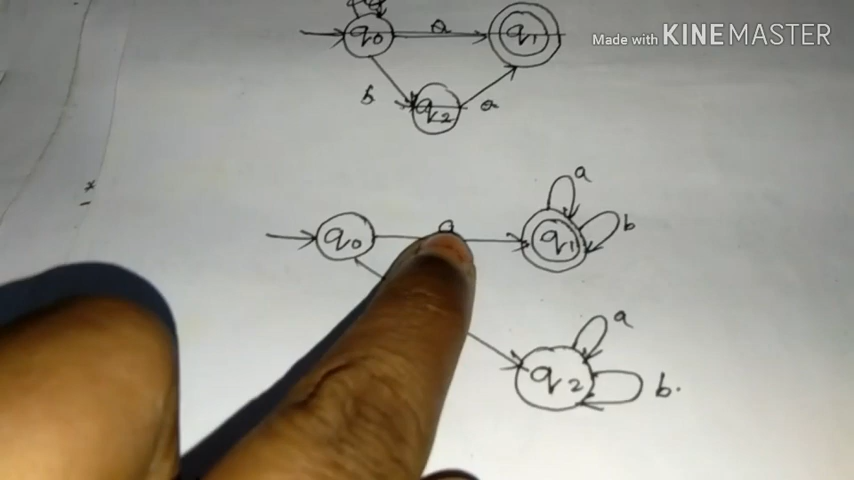 a
q0 a q1
Made with KINEMASTER
b q2 a
a
q0 a q1 b
a
q2 b.